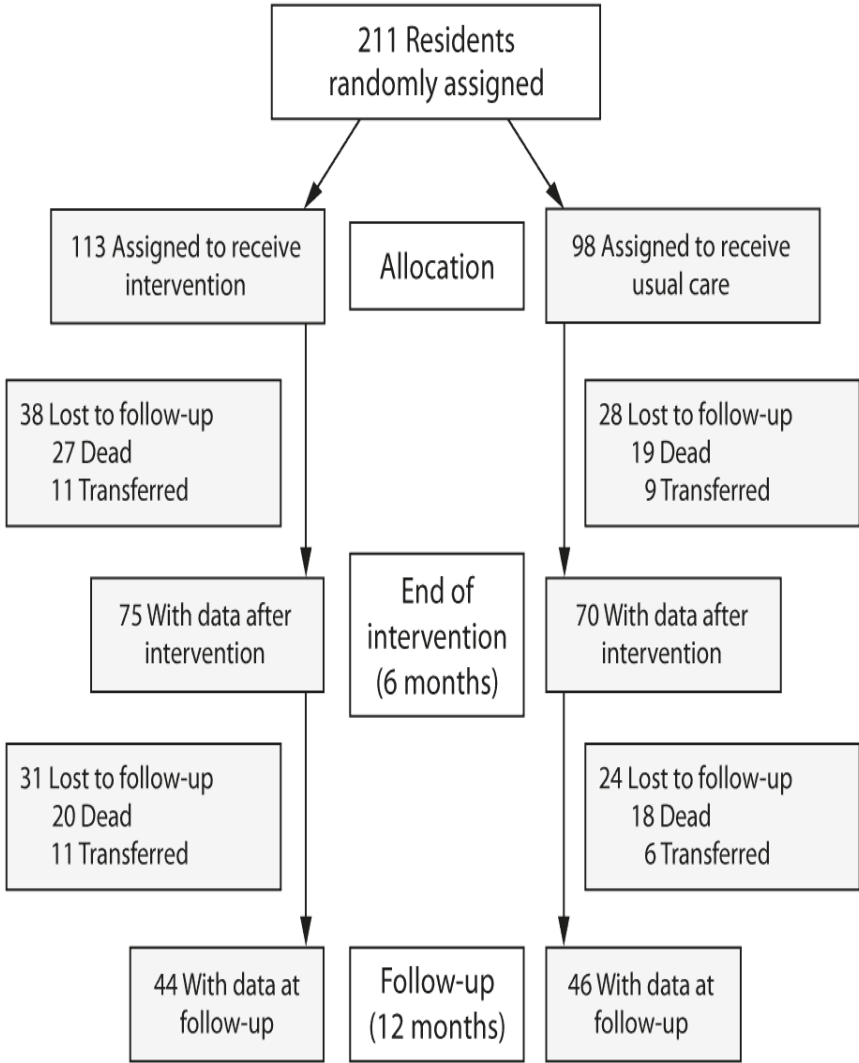 211 Residents
randomly assigned
113 Assigned to receive
intervention
Allocation
98 Assigned to receive
usual care
38 Lost to follow-up
27 Dead
11 Transferred
28 Lost to follow-up
19 Dead
9 Transferred
75 With data after
intervention
End of
intervention
(6 months)
70 With data after
intervention
31 Lost to follow-up
20 Dead
11 Transferred
24 Lost to follow-up
18 Dead
6 Transferred
44 With data at
follow-up
Follow-up
(12 months)
46 With data at
follow-up